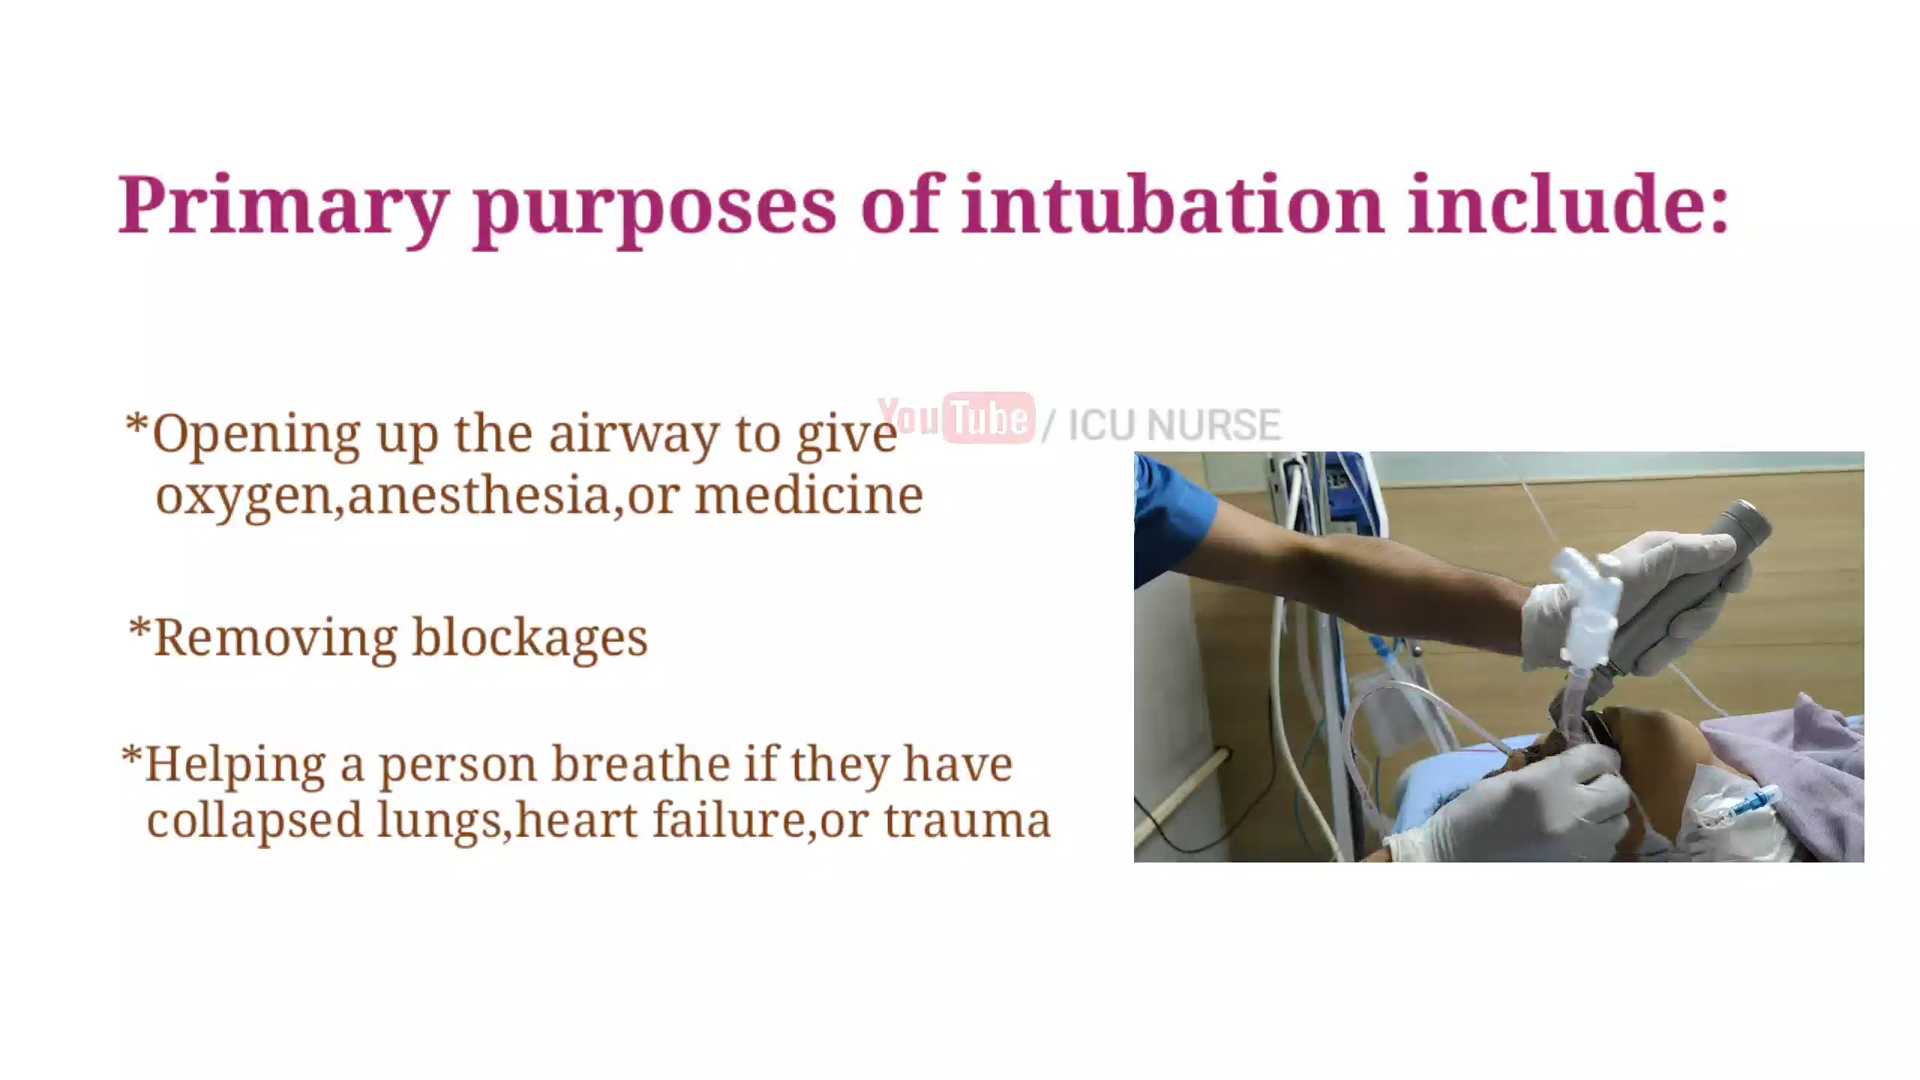 Primary purposes of intubation include:
*Opening up the airway to give
oxygen,anesthesia,or medicine
YouTube / ICU NURSE
*Removing blockages
*Helping a person breathe if they have
collapsed lungs,heart failure,or trauma